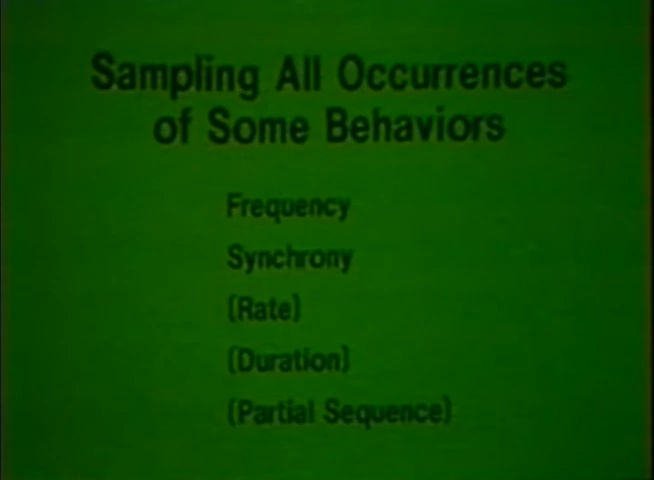 Sampling All Occurrences
of Some Behaviors
Frequency
Synchrony
(Rate)
(Duration)
(Partial Sequence)